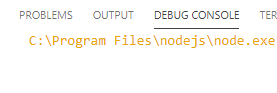 PROBLEMS OUTPUT DEBUG CONSOLE TER
C:\Program Files\nodejs\node.exe